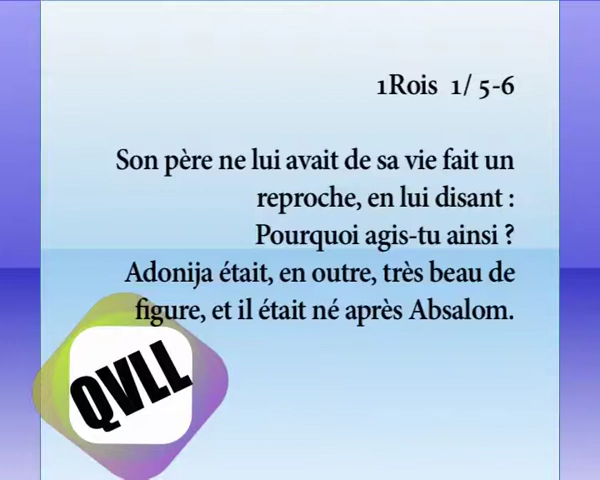 1Rois 1/ 5-6
Son père ne lui avait de sa vie fait un
reproche, en lui disant :
Pourquoi agis-tu ainsi ?
Adonija était, en outre, très beau de
figure, et il était né après Absalom.
QVLL